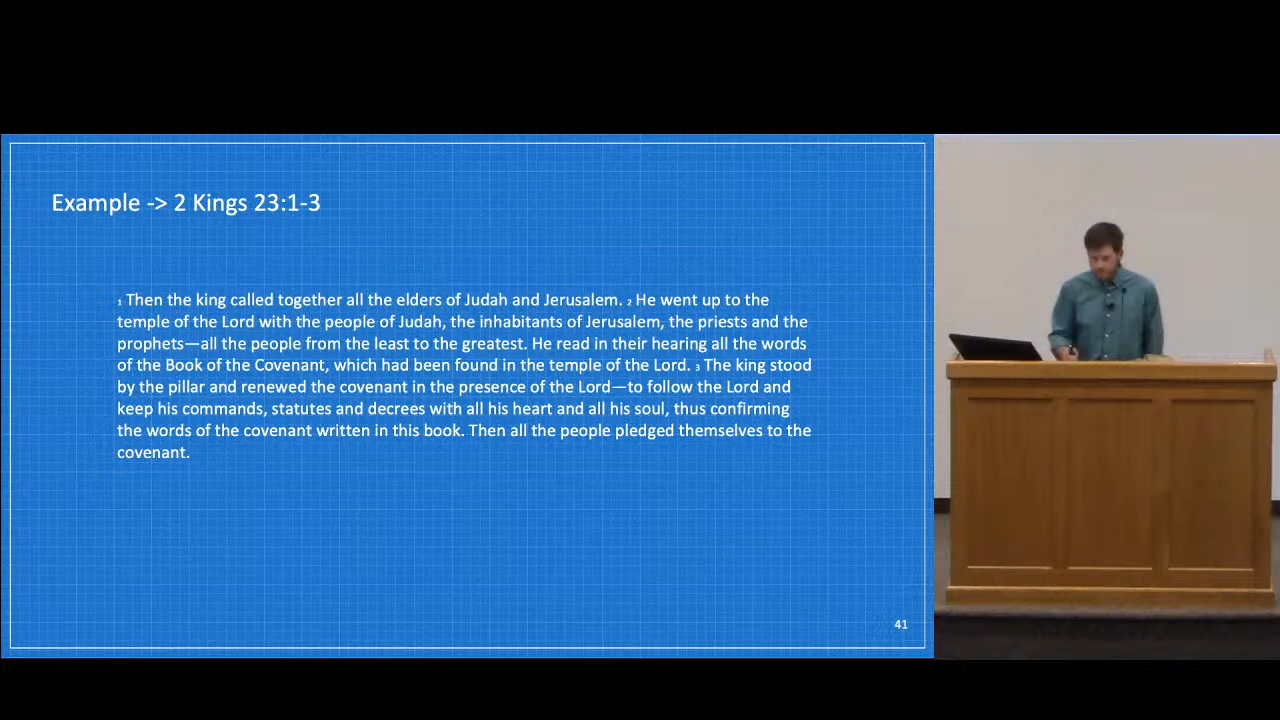 Example -> 2 Kings 23:1-3
1 Then the king called together all the elders of Judah and Jerusalem. 2 He went up to the
temple of the Lord with the people of Judah, the inhabitants of Jerusalem, the priests and the
prophets—all the people from the least to the greatest. He read in their hearing all the words
of the Book of the Covenant, which had been found in the temple of the Lord. 3 The king stood
by the pillar and renewed the covenant in the presence of the Lord—to follow the Lord and
keep his commands, statutes and decrees with all his heart and all his soul, thus confirming
the words of the covenant written in this book. Then all the people pledged themselves to the
covenant.
41